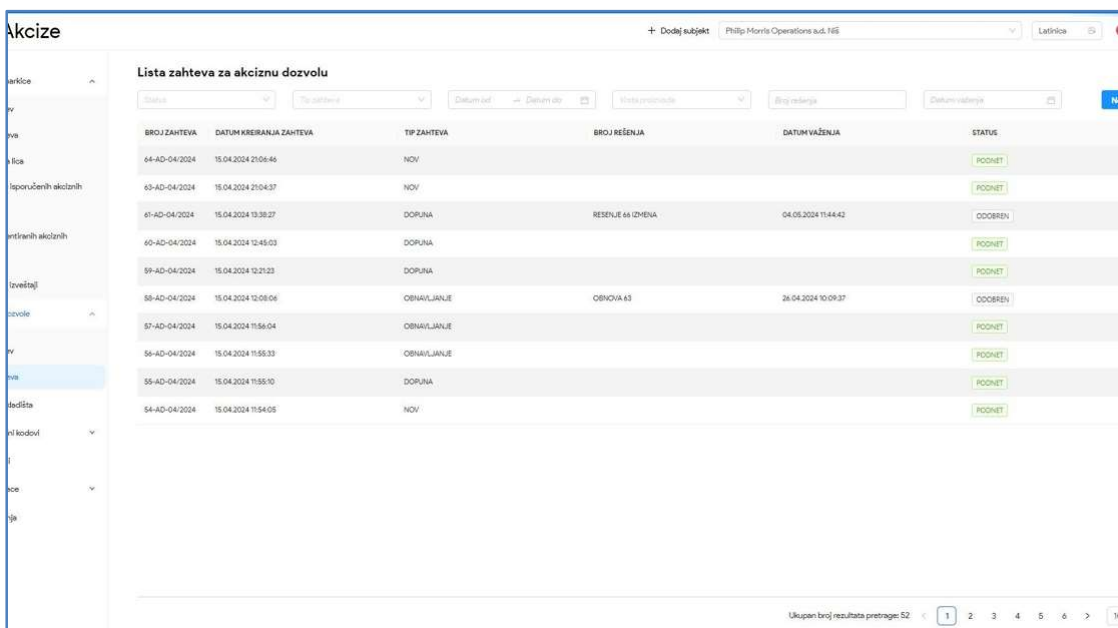 Akcize
+ Dodaj subjekt Philip Morris Operations a.d. Niš Latinica
Lista zahteva za akciznu dozvolu
Status Tip zahteva Datum od Datum do Vrsta proizvoda Broj rešenja Datum važenja
BROJ ZAHTEVA DATUM KREIRANJA ZAHTEVA TIP ZAHTEVA BROJ REŠENJA DATUM VAŽENJA STATUS
64-AD-04/2024 15.04.2024 21:06:46 NOV PODNET
63-AD-04/2024 15.04.2024 21:04:37 NOV PODNET
61-AD-04/2024 15.04.2024 13:38:27 DOPUNA RESENJE 66 IZMENA 04.05.2024 11:44:42 ODOBREN
60-AD-04/2024 15.04.2024 12:45:03 DOPUNA PODNET
59-AD-04/2024 15.04.2024 12:21:23 DOPUNA PODNET
58-AD-04/2024 15.04.2024 12:08:06 OBNAVLJANJE OBNOVA 63 26.04.2024 10:09:37 ODOBREN
57-AD-04/2024 15.04.2024 11:56:04 OBNAVLJANJE PODNET
56-AD-04/2024 15.04.2024 11:55:33 OBNAVLJANJE PODNET
55-AD-04/2024 15.04.2024 11:55:10 DOPUNA PODNET
54-AD-04/2024 15.04.2024 11:54:05 NOV PODNET
Ukupan broj rezultata pretrage: 52 < 1 2 3 4 5 6 >
arkice
ev
eva
a lica
isporučenih akciznih
entiranih akciznih
izveštaji
ozvole
ev
eva
ladišta
ni kodovi
ace
nja